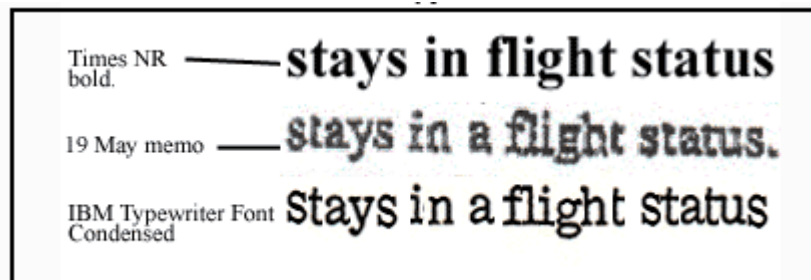 Times NR bold. stays in flight status
19 May memo stays in a flight status.
IBM Typewriter Font Condensed stays in a flight status